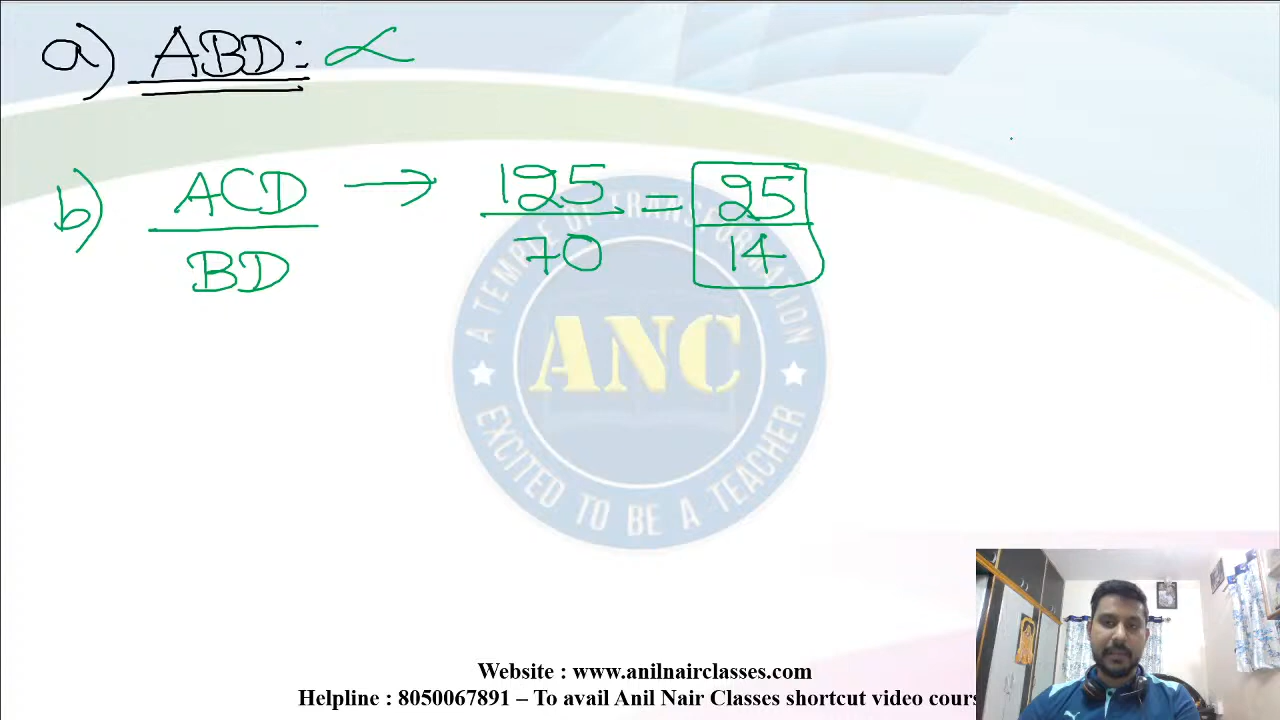 a) ABD: α
b) ACD/BD → 125/70 = 25/14
A TEMPLE OF TRANSFORMATION
ANC
EXCITED TO BE A TEACHER
Website : www.anilnairclasses.com
Helpline : 8050067891 – To avail Anil Nair Classes shortcut video cours